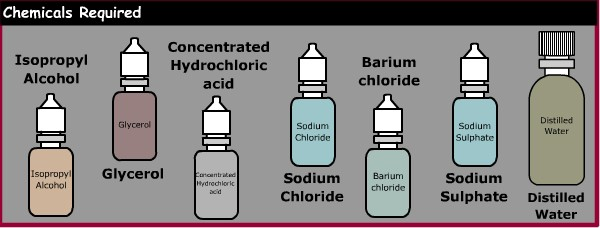 Chemicals Required
Isopropyl
Alcohol
Isopropyl
Alcohol
Glycerol
Glycerol
Concentrated
Hydrochloric
acid
Concentrated
Hydrochloric
acid
Sodium
Chloride
Sodium
Chloride
Barium
chloride
Barium
chloride
Sodium
Sulphate
Sodium
Sulphate
Distilled
Water
Distilled
Water